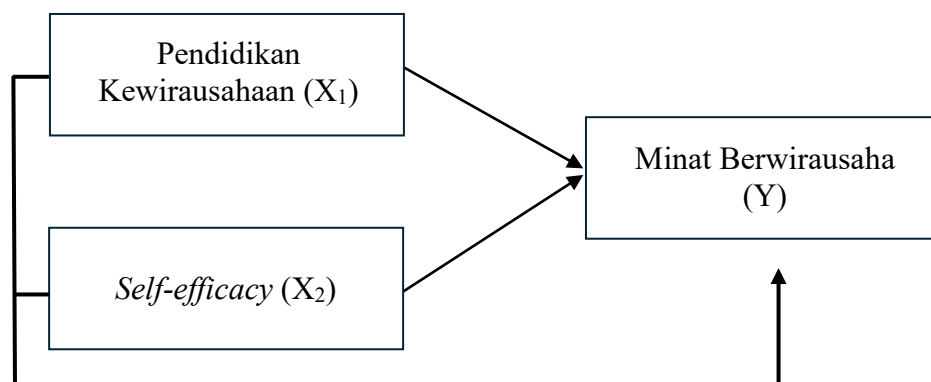 Pendidikan
Kewirausahaan (X₁)
Minat Berwirausaha
(Y)
Self-efficacy (X₂)